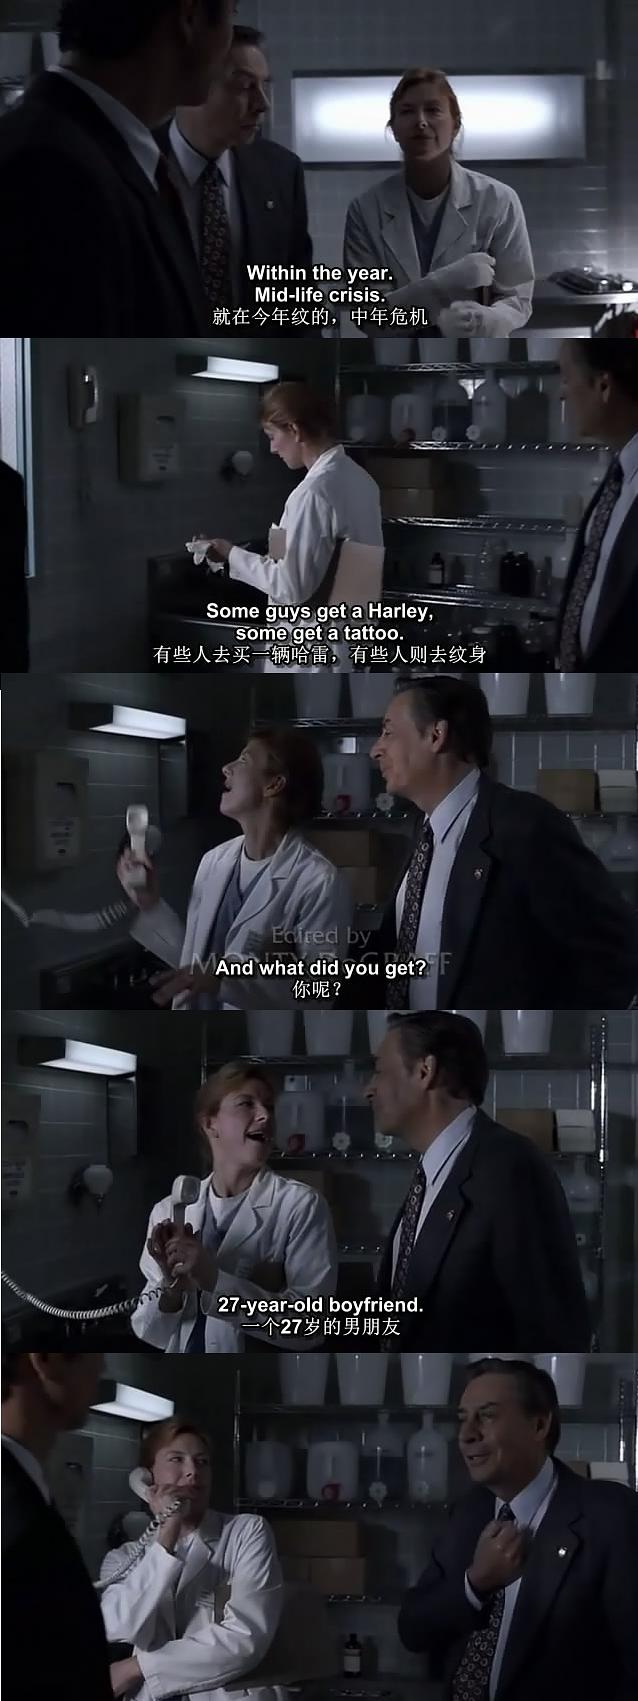 Within the year.
Mid-life crisis.
就在今年纹的，中年危机
Some guys get a Harley,
some get a tattoo.
有些人去买一辆哈雷，有些人则去纹身
Edited by
And what did you get?
你呢？
27-year-old boyfriend.
一个27岁的男朋友